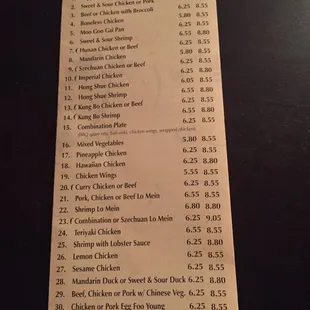 2. Sweet & Sour Chicken or Pork 6.25 8.55
3. Beef or Chicken with Broccoli 6.25 8.55
4. Boneless Chicken 5.80 8.55
5. Moo Goo Gai Pan 6.25 8.55
6. Sweet & Sour Shrimp 6.55 8.55
7. f Hunan Chicken or Beef 6.25 8.55
8. Mandarin Chicken 5.80 8.55
9. f Szechuan Chicken or Beef 6.25 8.55
10. f Imperial Chicken 6.25 8.80
11. Hong Shue Chicken 6.05 8.55
12. Hong Shue Shrimp 6.55 8.80
13. f Kung Bo Chicken or Beef 6.25 8.55
14. f Kung Bo Shrimp 6.55 8.80
15. Combination Plate 6.55 8.55
16. Mixed Vegetables 5.80 8.55
17. Pineapple Chicken 6.25 8.80
18. Hawaiian Chicken 6.25 8.80
19. Chicken Wings 5.55 8.55
20. f Curry Chicken or Beef 6.25 8.55
21. Pork, Chicken or Beef Lo Mein 6.55 8.55
22. Shrimp Lo Mein 6.80 8.80
23. f Combination or Szechuan Lo Mein 6.25 9.05
24. Teriyaki Chicken 6.55 8.55
25. Shrimp with Lobster Sauce 6.25 8.55
26. Lemon Chicken 6.25 8.55
27. Sesame Chicken 6.25 8.55
28. Mandarin Duck or Sweet & Sour Duck 6.25 8.80
29. Beef, Chicken or Pork w/ Chinese Veg. 6.25 8.55
30. Chicken or Pork Egg Foo Young 6.25 8.55